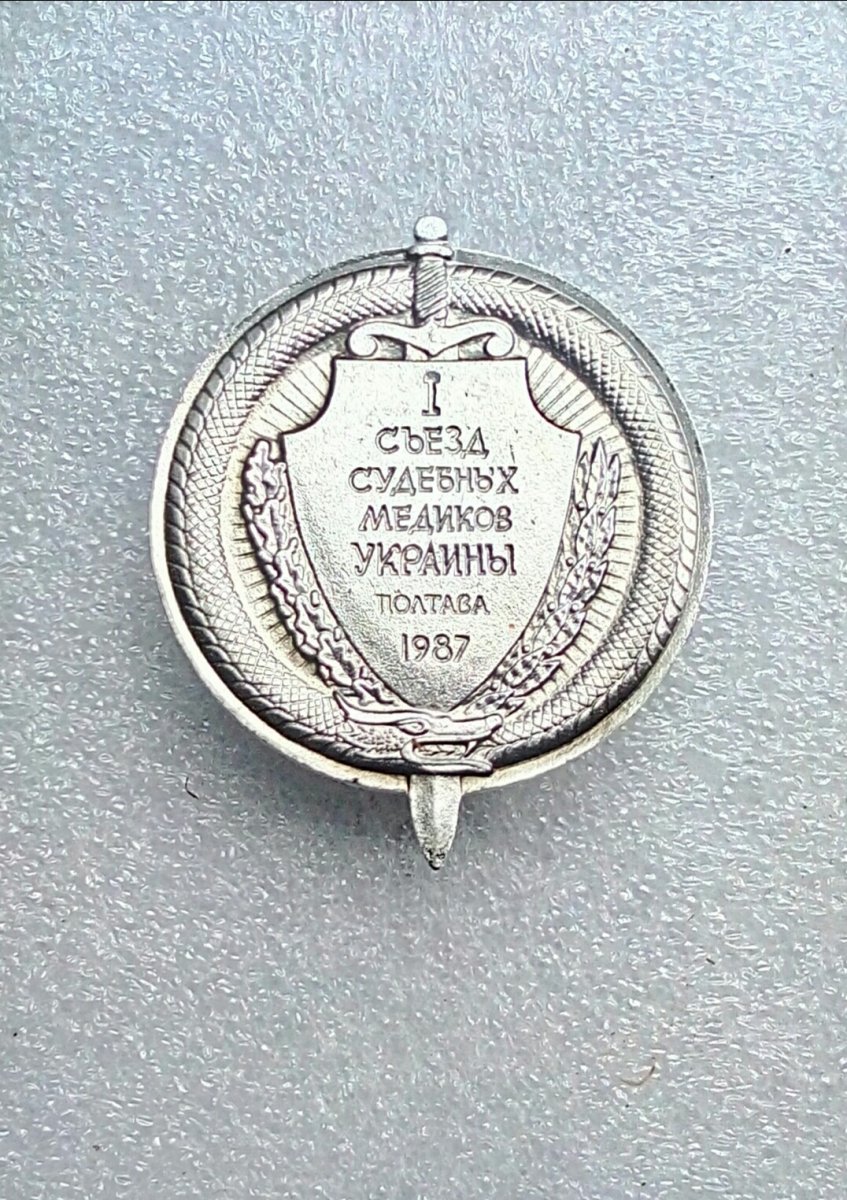 I
СЪЕЗД
СУДЕБНЫХ
МЕДИКОВ
УКРАИНЫ
ПОЛТАВА
1987